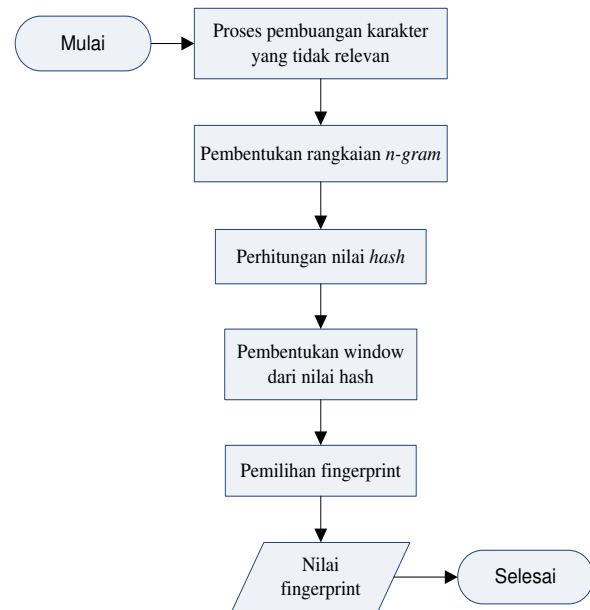 Mulai
Proses pembuangan karakter
yang tidak relevan
Pembentukan rangkaian n-gram
Perhitungan nilai hash
Pembentukan window
dari nilai hash
Pemilihan fingerprint
Nilai
fingerprint
Selesai